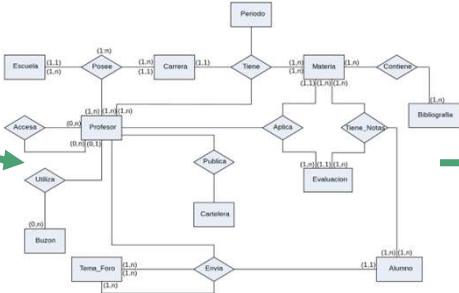 Periodo
(1:n)
Escuela
(1,1)
(1,n)
Posee
(1,n)
(1,1)
Carrera
(1,1)
Tiene
(1,n)
(1,n)
Materia
(1,n)
Contiene
(1,1)(1,n)(1,n)
(1,n)
Bibliografia
(1,n)(1,n)(1,n)
Accesa
(0,n)
Profesor
Aplica
Tiene_Notas
(0,n)(0,1)
Publica
(1,n)(1,1)(1,n)
Evaluacion
Utiliza
Cartelera
(0,n)
Buzon
(1,n)(1,n)
Tema_Foro
(1,n)
(1,n)
(1,n)
Envia
(1,1)
Alumno